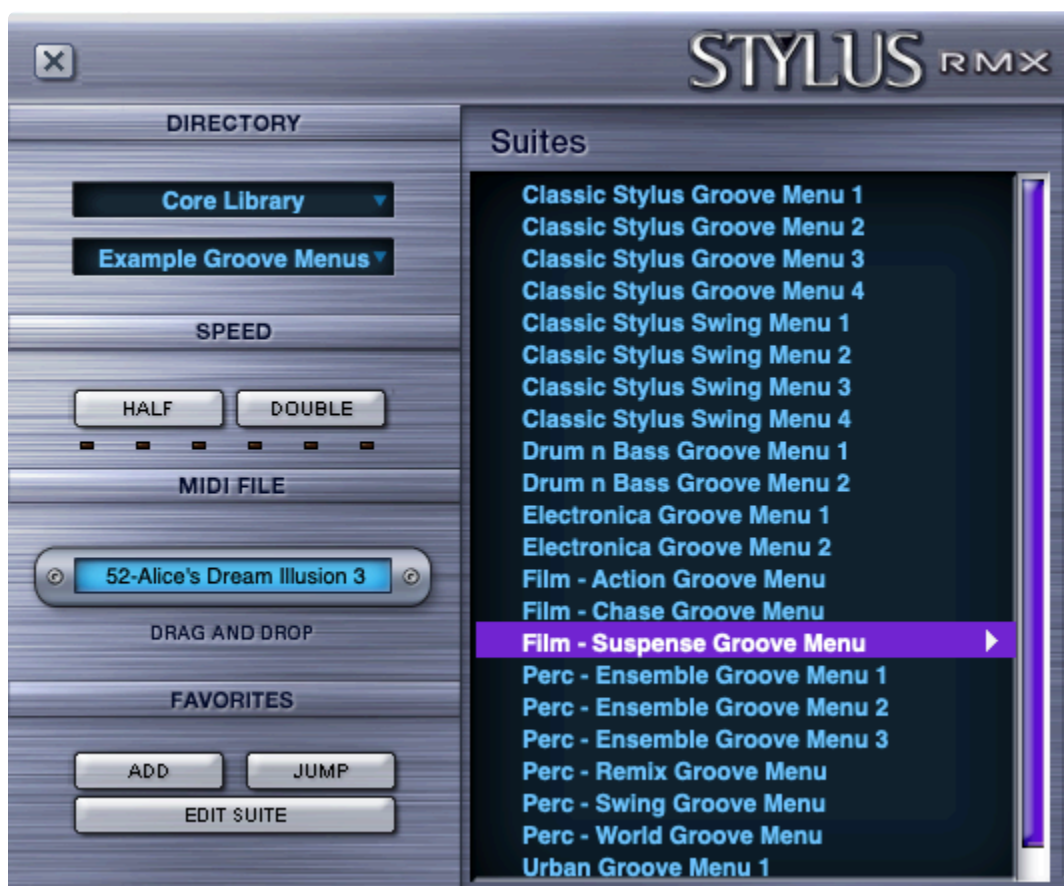 STYLUS RMX
DIRECTORY
Core Library
Example Groove Menus
SPEED
HALF
DOUBLE
MIDI FILE
52-Alice's Dream Illusion 3
DRAG AND DROP
FAVORITES
ADD
JUMP
EDIT SUITE
Suites
Classic Stylus Groove Menu 1
Classic Stylus Groove Menu 2
Classic Stylus Groove Menu 3
Classic Stylus Groove Menu 4
Classic Stylus Swing Menu 1
Classic Stylus Swing Menu 2
Classic Stylus Swing Menu 3
Classic Stylus Swing Menu 4
Drum n Bass Groove Menu 1
Drum n Bass Groove Menu 2
Electronica Groove Menu 1
Electronica Groove Menu 2
Film - Action Groove Menu
Film - Chase Groove Menu
Film - Suspense Groove Menu
Perc - Ensemble Groove Menu 1
Perc - Ensemble Groove Menu 2
Perc - Ensemble Groove Menu 3
Perc - Remix Groove Menu
Perc - Swing Groove Menu
Perc - World Groove Menu
Urban Groove Menu 1